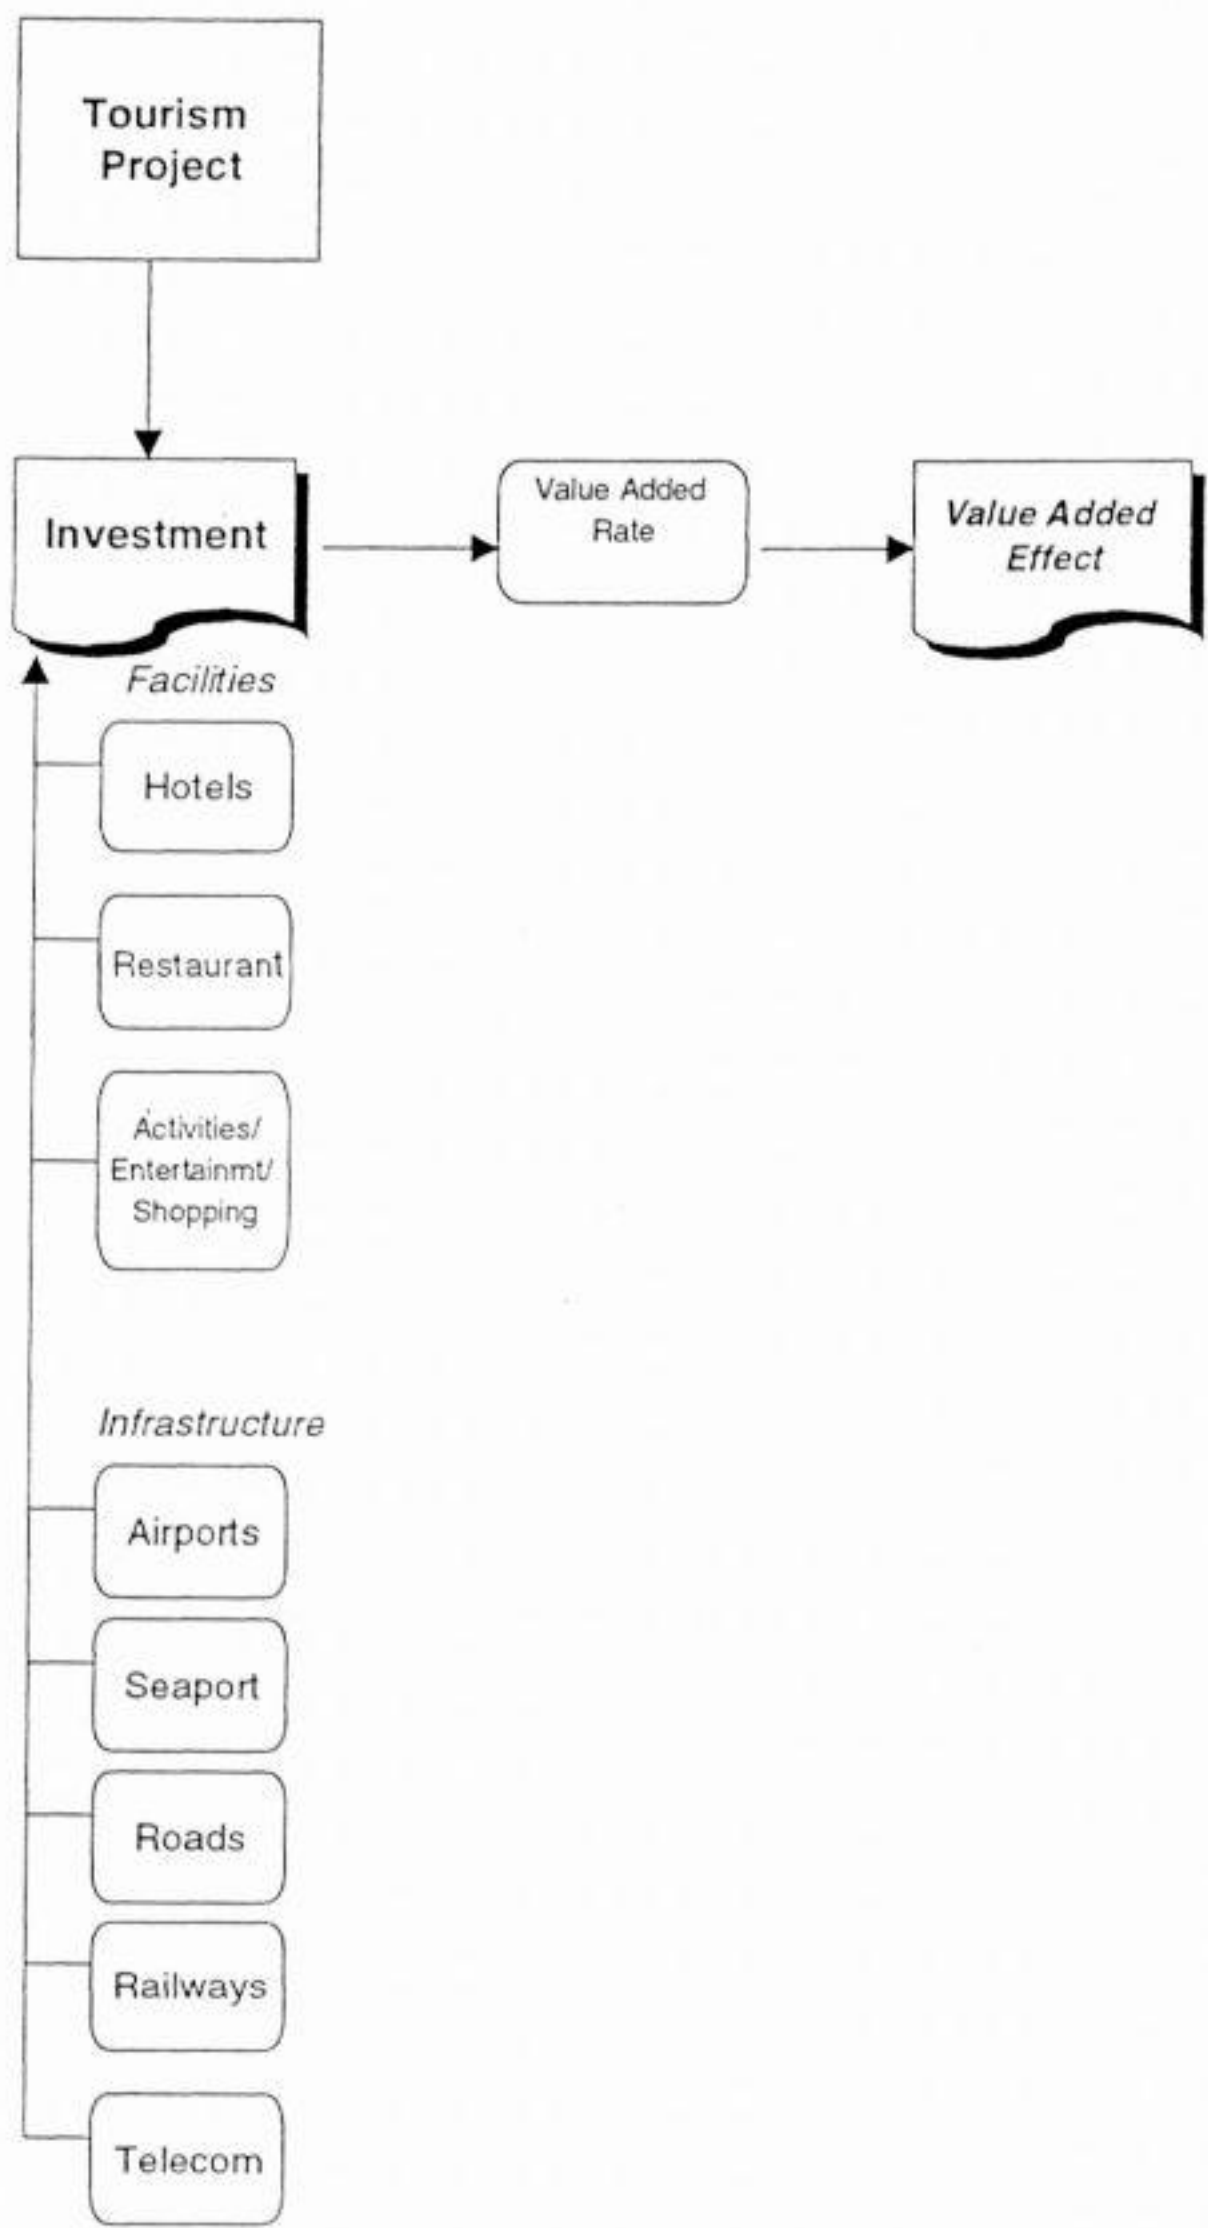 Tourism
Project
Investment
Value Added
Rate
Value Added
Effect
Facilities
Hotels
Restaurant
Activities/
Entertainmt/
Shopping
Infrastructure
Airports
Seaport
Roads
Railways
Telecom